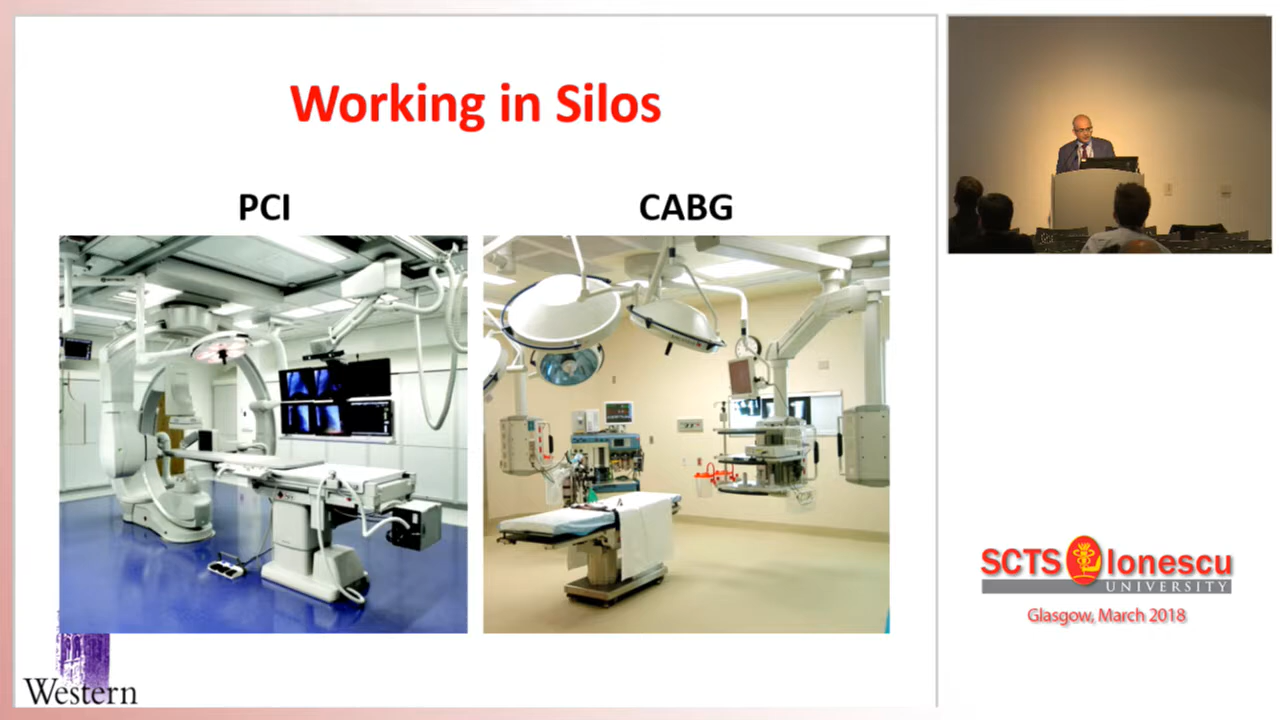 Working in Silos
PCI
CABG
Western
SCTS Ionescu
UNIVERSITY
Glasgow, March 2018